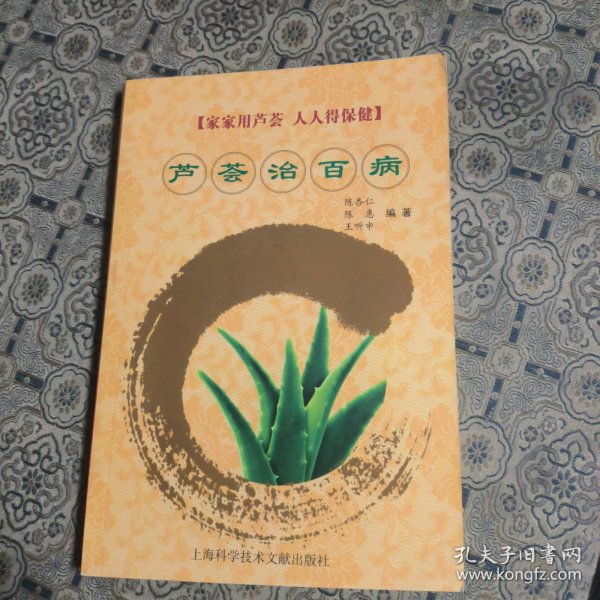 【家家用芦荟 人人得保健】
芦荟治百病
陈杏仁
陈 惠 编著
王听申
上海科学技术文献出版社
孔夫子旧书网
www.kongfz.com